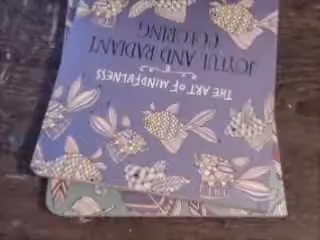 THE ART OF MINDFULNESS
JOYFUL AND RADIANT
COLORING